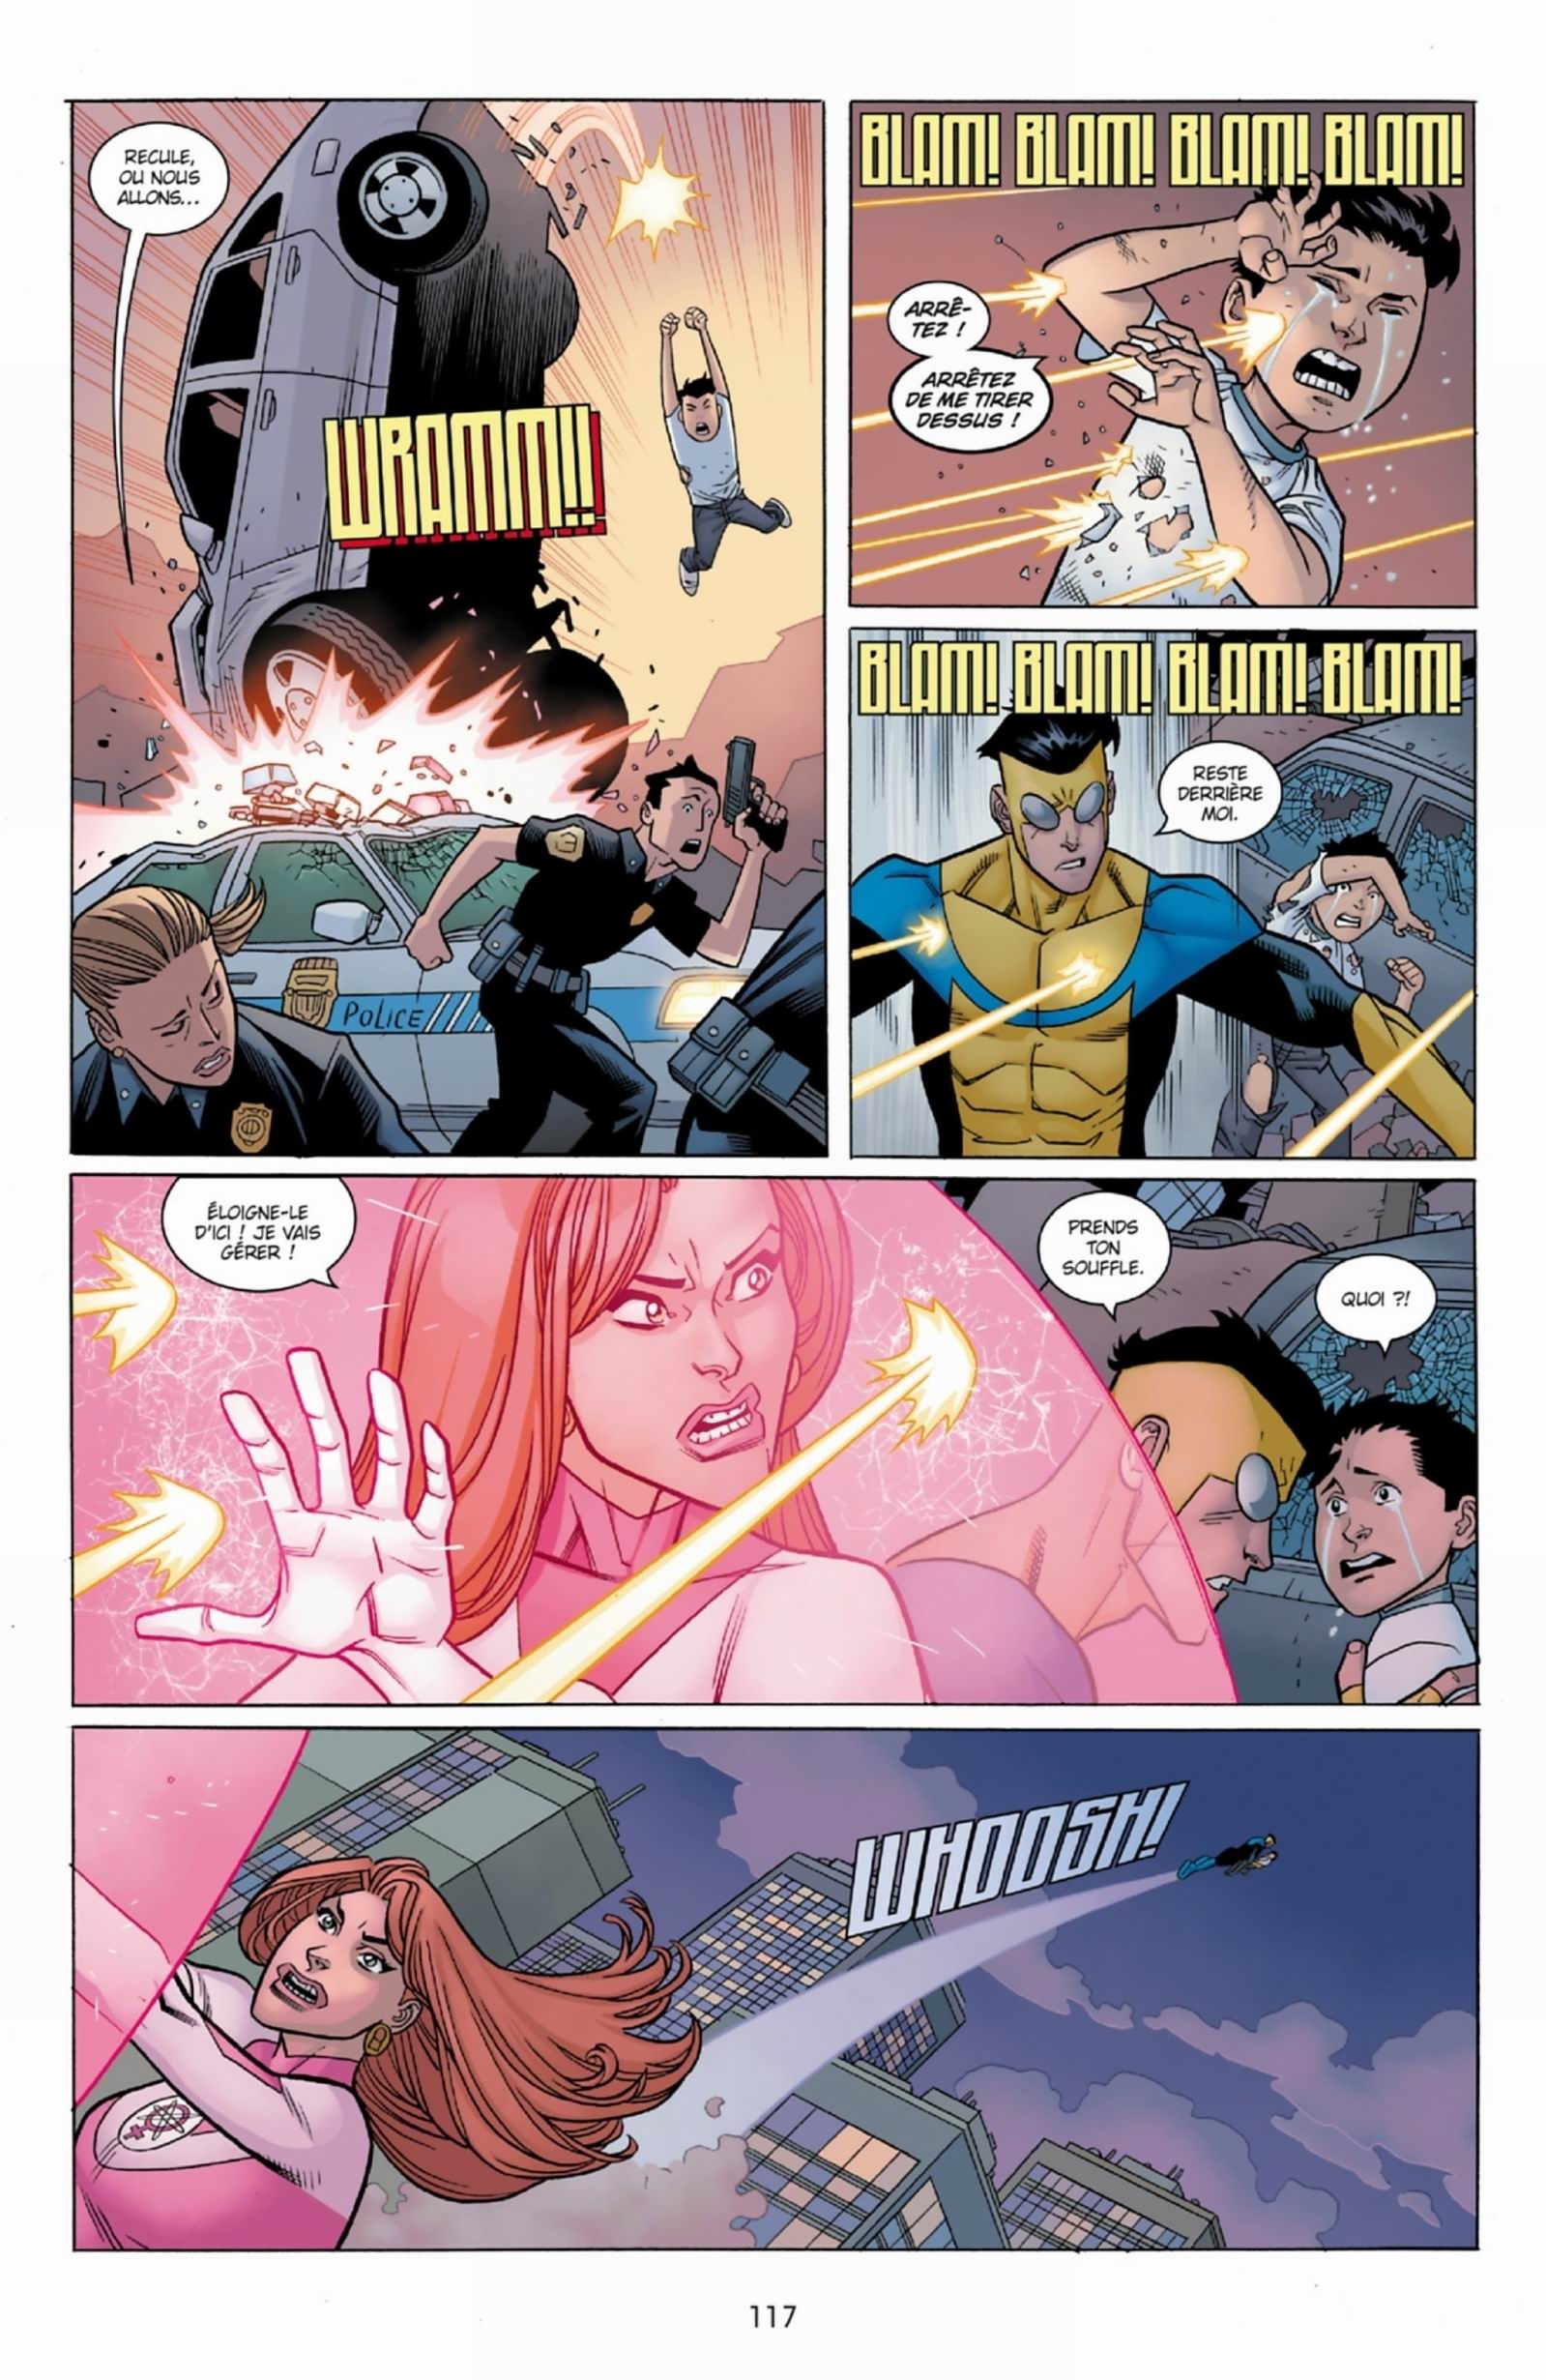 RECULE,
OU NOUS
ALLONS...
WRAMM!!
POLICE
BLAM! BLAM! BLAM! BLAM!
ARRÊ-
TEZ !
ARRÊTEZ
DE ME TIRER
DESSUS !
BLAM! BLAM! BLAM! BLAM!
RESTE
DERRIÈRE
MOI.
ÉLOIGNE-LE
D'ICI ! JE VAIS
GÉRER !
PRENDS
TON
SOUFFLE.
QUOI ?!
WHOOSH!
117